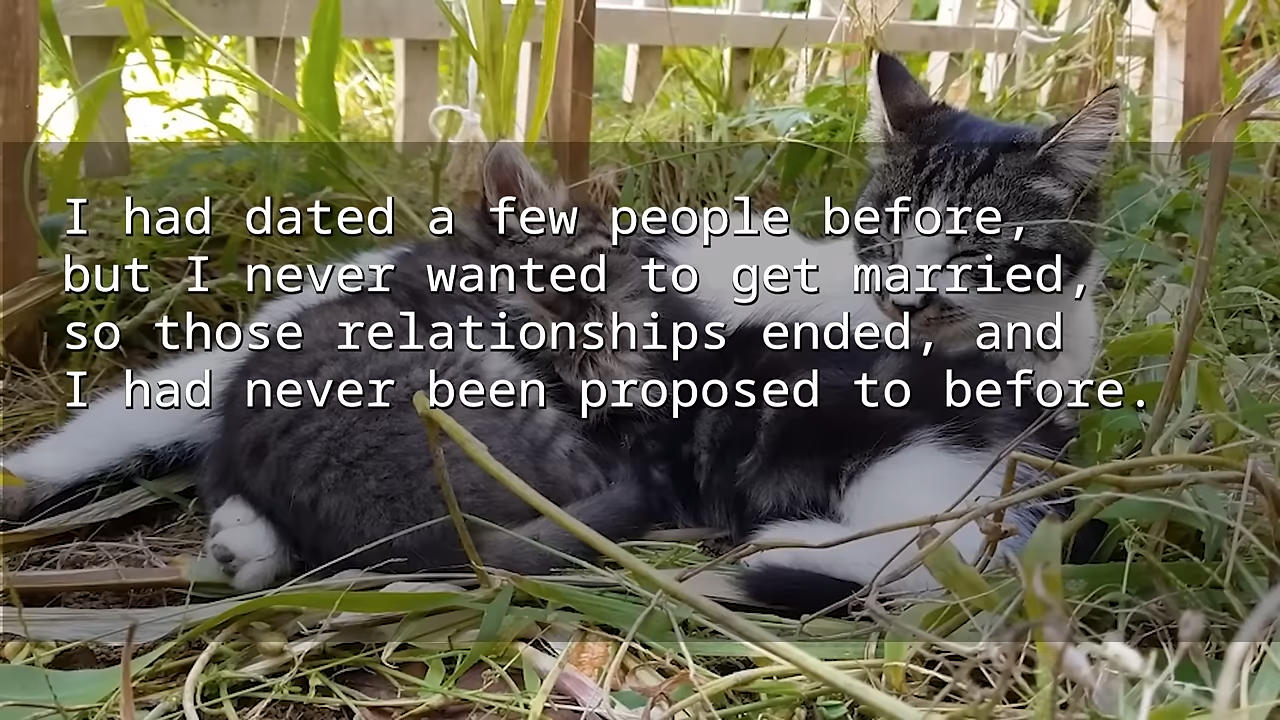 I had dated a few people before,
but I never wanted to get married,
so those relationships ended, and
I had never been proposed to before.